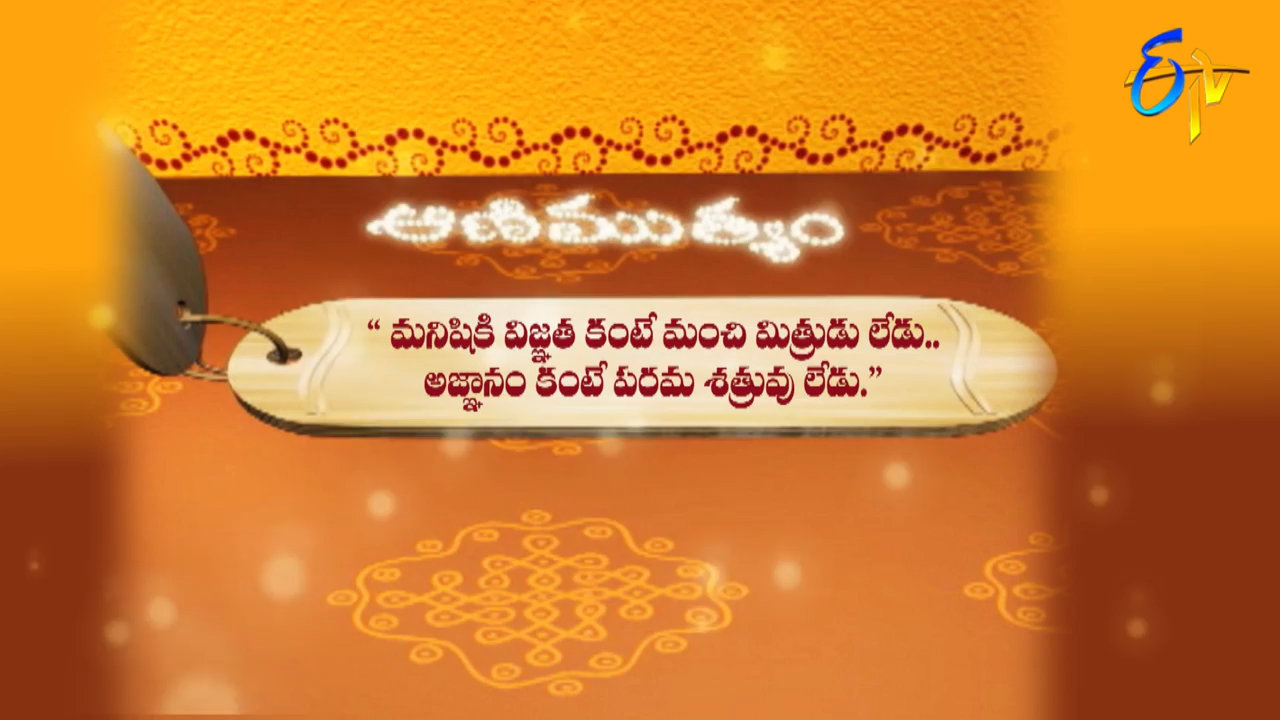 ETV
ఆణిముత్యం
“ మనిషికి విజ్ఞత కంటే మంచి మిత్రుడు లేడు..
అజ్ఞానం కంటే పరమ శత్రువు లేడు.”